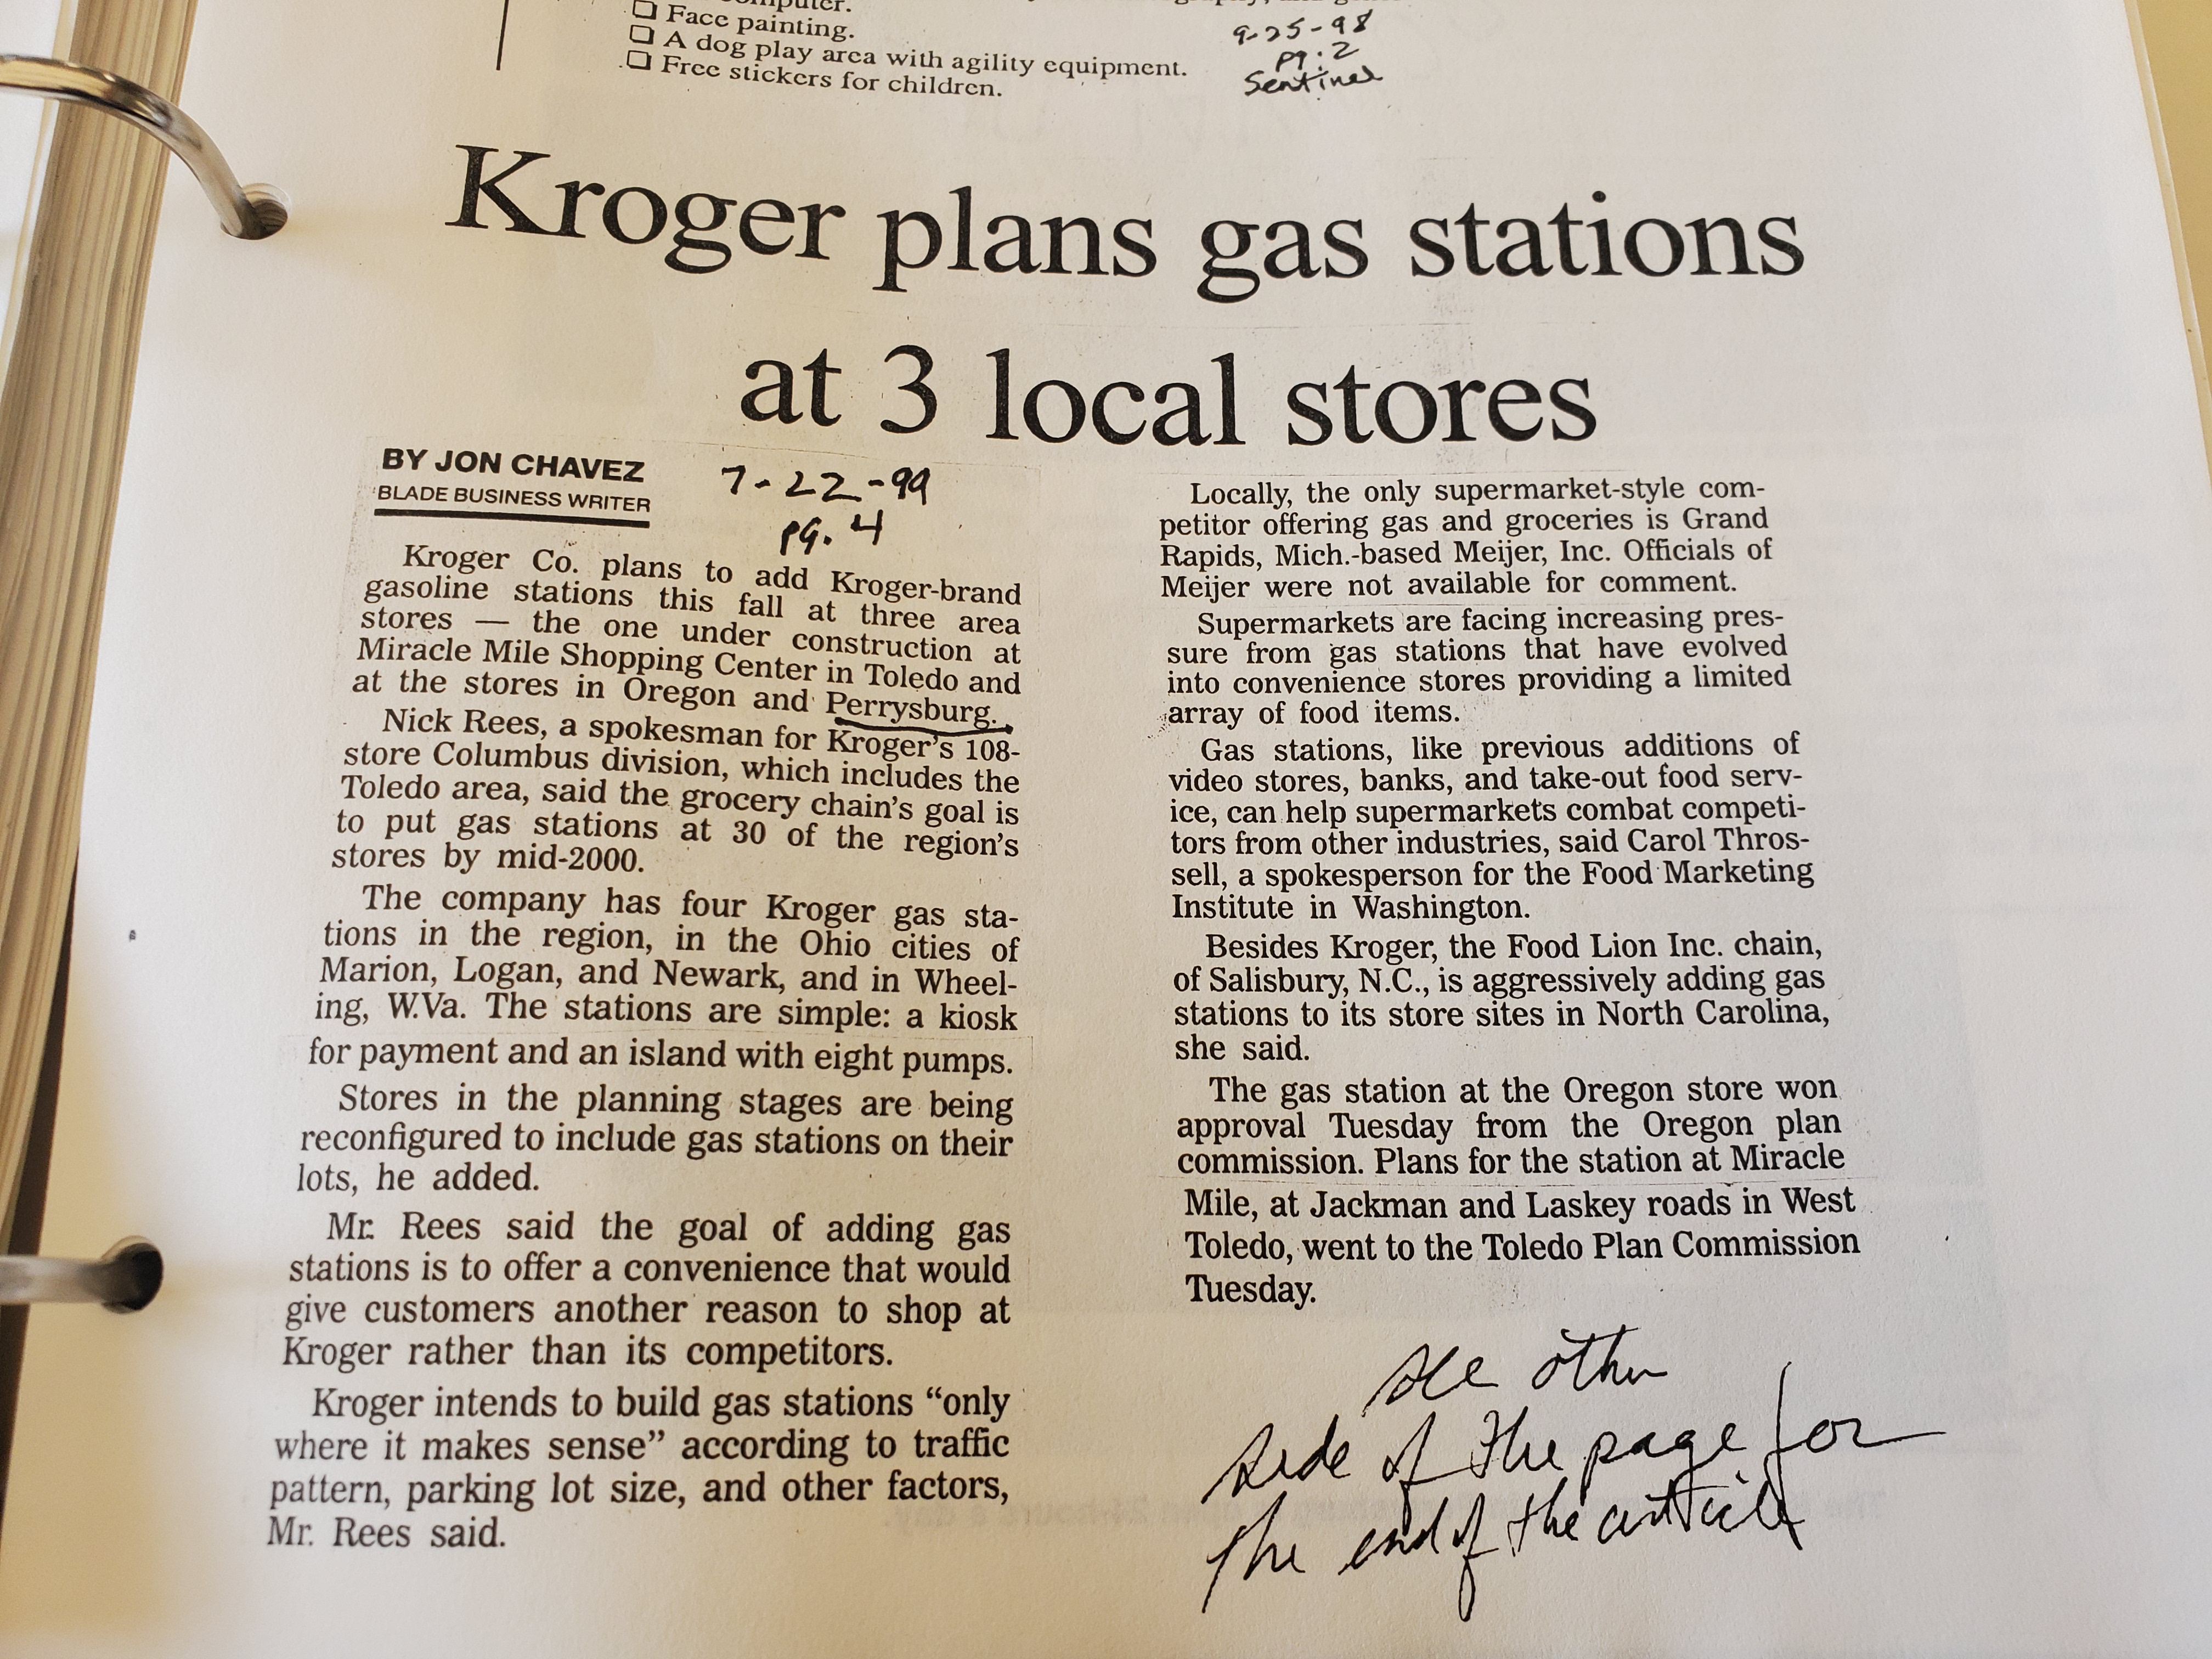 computer.
Face painting.
A dog play area with agility equipment.
Free stickers for children.
9-25-98
pg. 2
Sentinel
Kroger plans gas stations
at 3 local stores
BY JON CHAVEZ
BLADE BUSINESS WRITER
7-22-99
pg. 4
Kroger Co. plans to add Kroger-brand
gasoline stations this fall at three area
stores — the one under construction at
Miracle Mile Shopping Center in Toledo and
at the stores in Oregon and Perrysburg.
Nick Rees, a spokesman for Kroger's 108-
store Columbus division, which includes the
Toledo area, said the grocery chain's goal is
to put gas stations at 30 of the region's
stores by mid-2000.
The company has four Kroger gas sta-
tions in the region, in the Ohio cities of
Marion, Logan, and Newark, and in Wheel-
ing, W.Va. The stations are simple: a kiosk
for payment and an island with eight pumps.
Stores in the planning stages are being
reconfigured to include gas stations on their
lots, he added.
Mr. Rees said the goal of adding gas
stations is to offer a convenience that would
give customers another reason to shop at
Kroger rather than its competitors.
Kroger intends to build gas stations “only
where it makes sense” according to traffic
pattern, parking lot size, and other factors,
Mr. Rees said.
Locally, the only supermarket-style com-
petitor offering gas and groceries is Grand
Rapids, Mich.-based Meijer, Inc. Officials of
Meijer were not available for comment.
Supermarkets are facing increasing pres-
sure from gas stations that have evolved
into convenience stores providing a limited
array of food items.
Gas stations, like previous additions of
video stores, banks, and take-out food serv-
ice, can help supermarkets combat competi-
tors from other industries, said Carol Thros-
sell, a spokesperson for the Food Marketing
Institute in Washington.
Besides Kroger, the Food Lion Inc. chain,
of Salisbury, N.C., is aggressively adding gas
stations to its store sites in North Carolina,
she said.
The gas station at the Oregon store won
approval Tuesday from the Oregon plan
commission. Plans for the station at Miracle
Mile, at Jackman and Laskey roads in West
Toledo, went to the Toledo Plan Commission
Tuesday.
see other
side of the page for
the end of the article